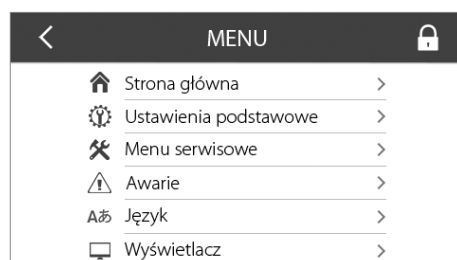 MENU
Strona główna
Ustawienia podstawowe
Menu serwisowe
Awarie
Aあ Język
Wyświetlacz